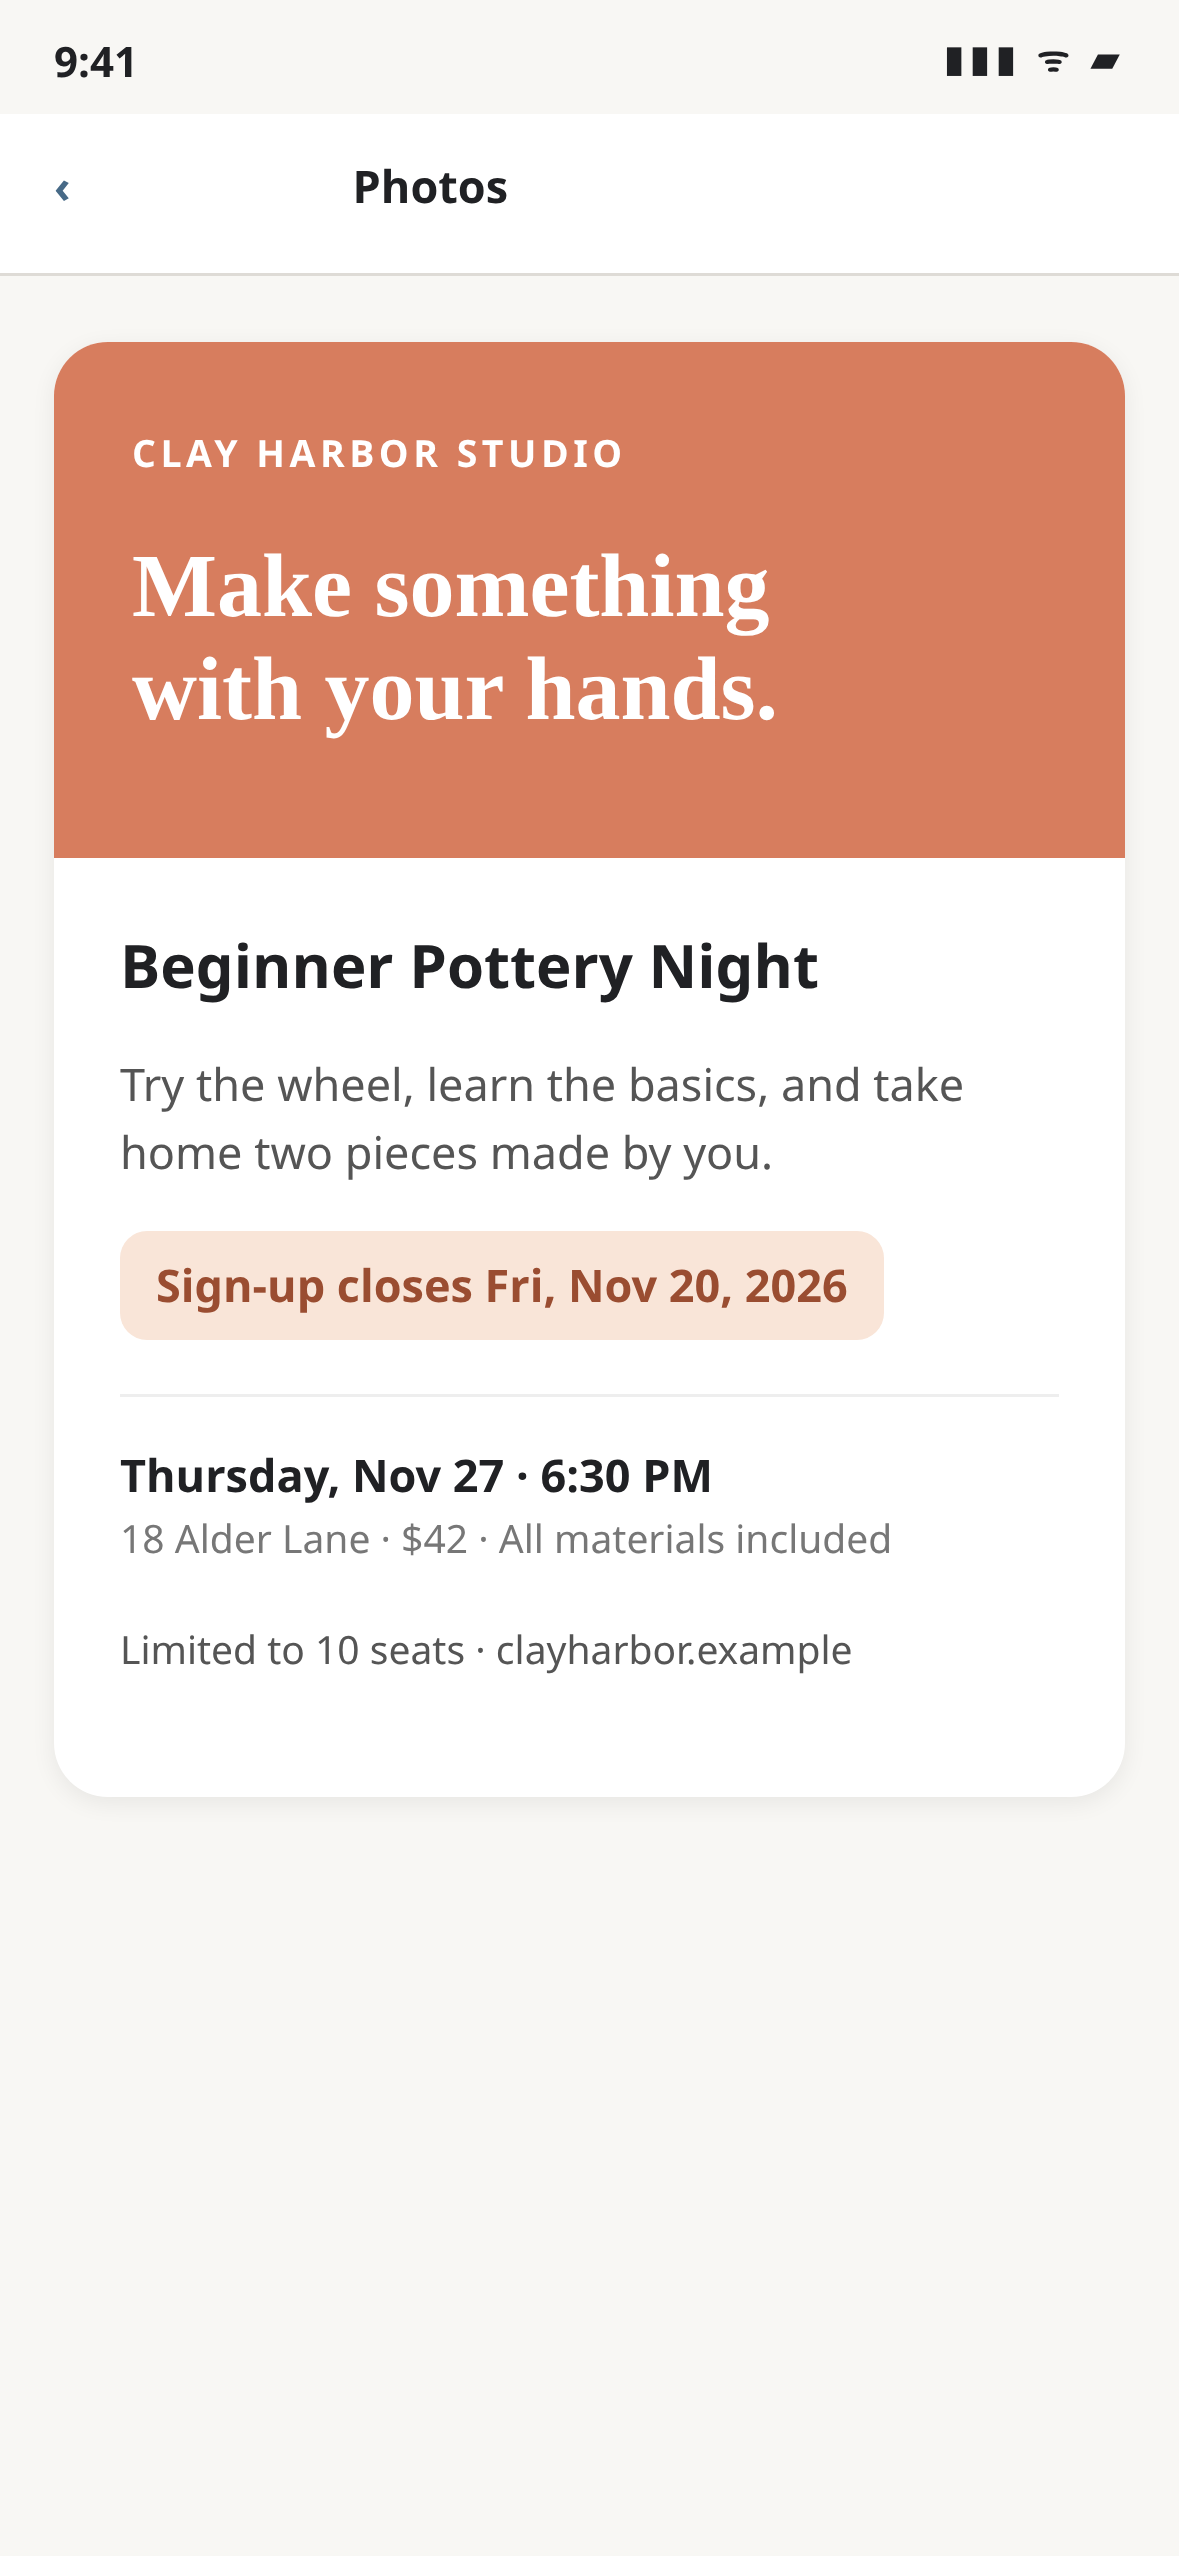 9:41
‹ Photos
CLAY HARBOR STUDIO
Make something
with your hands.
Beginner Pottery Night
Try the wheel, learn the basics, and take
home two pieces made by you.
Sign-up closes Fri, Nov 20, 2026
Thursday, Nov 27 · 6:30 PM
18 Alder Lane · $42 · All materials included
Limited to 10 seats · clayharbor.example